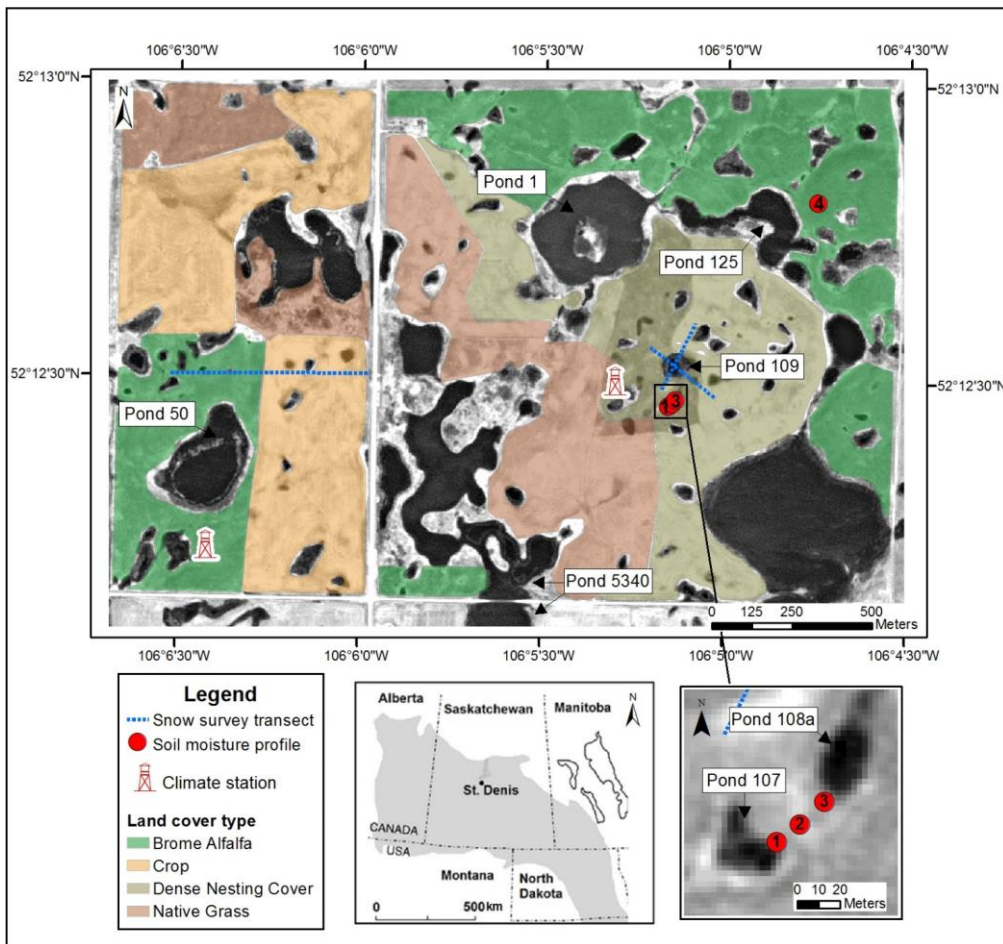 106°6'30"W 106°6'0"W 106°5'30"W 106°5'0"W 106°4'30"W
52°13'0"N
52°13'0"N
N
Pond 1
4
Pond 125
52°12'30"N
52°12'30"N
Pond 109
1 3
Pond 50
Pond 5340
0 125 250 500
Meters
106°6'30"W 106°6'0"W 106°5'30"W 106°5'0"W 106°4'30"W
Legend
Snow survey transect
Soil moisture profile
Climate station
Land cover type
Brome Alfalfa
Crop
Dense Nesting Cover
Native Grass
Alberta
Saskatchewan
Manitoba
N
St. Denis
CANADA
USA
Montana
North
Dakota
0 500km
N
Pond 108a
Pond 107
3
2
1
0 10 20
Meters